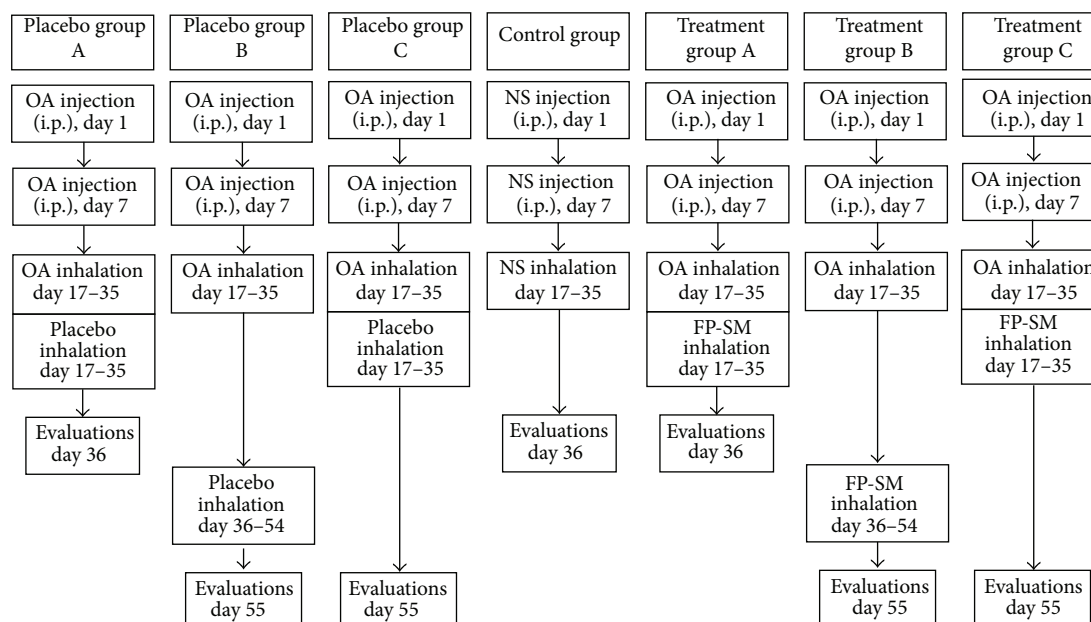 Placebo group
A
Placebo group
B
Placebo group
C
Control group
Treatment
group A
Treatment
group B
Treatment
group C
OA injection
(i.p.), day 1
OA injection
(i.p.), day 1
OA injection
(i.p.), day 1
NS injection
(i.p.), day 1
OA injection
(i.p.), day 1
OA injection
(i.p.), day 1
OA injection
(i.p.), day 1
OA injection
(i.p.), day 7
OA injection
(i.p.), day 7
OA injection
(i.p.), day 7
NS injection
(i.p.), day 7
OA injection
(i.p.), day 7
OA injection
(i.p.), day 7
OA injection
(i.p.), day 7
OA inhalation
day 17–35
OA inhalation
day 17–35
OA inhalation
day 17–35
NS inhalation
day 17–35
OA inhalation
day 17–35
OA inhalation
day 17–35
OA inhalation
day 17–35
Placebo
inhalation
day 17–35
Placebo
inhalation
day 17–35
FP-SM
inhalation
day 17–35
FP-SM
inhalation
day 17–35
Evaluations
day 36
Evaluations
day 36
Evaluations
day 36
Placebo
inhalation
day 36–54
FP-SM
inhalation
day 36–54
Evaluations
day 55
Evaluations
day 55
Evaluations
day 55
Evaluations
day 55